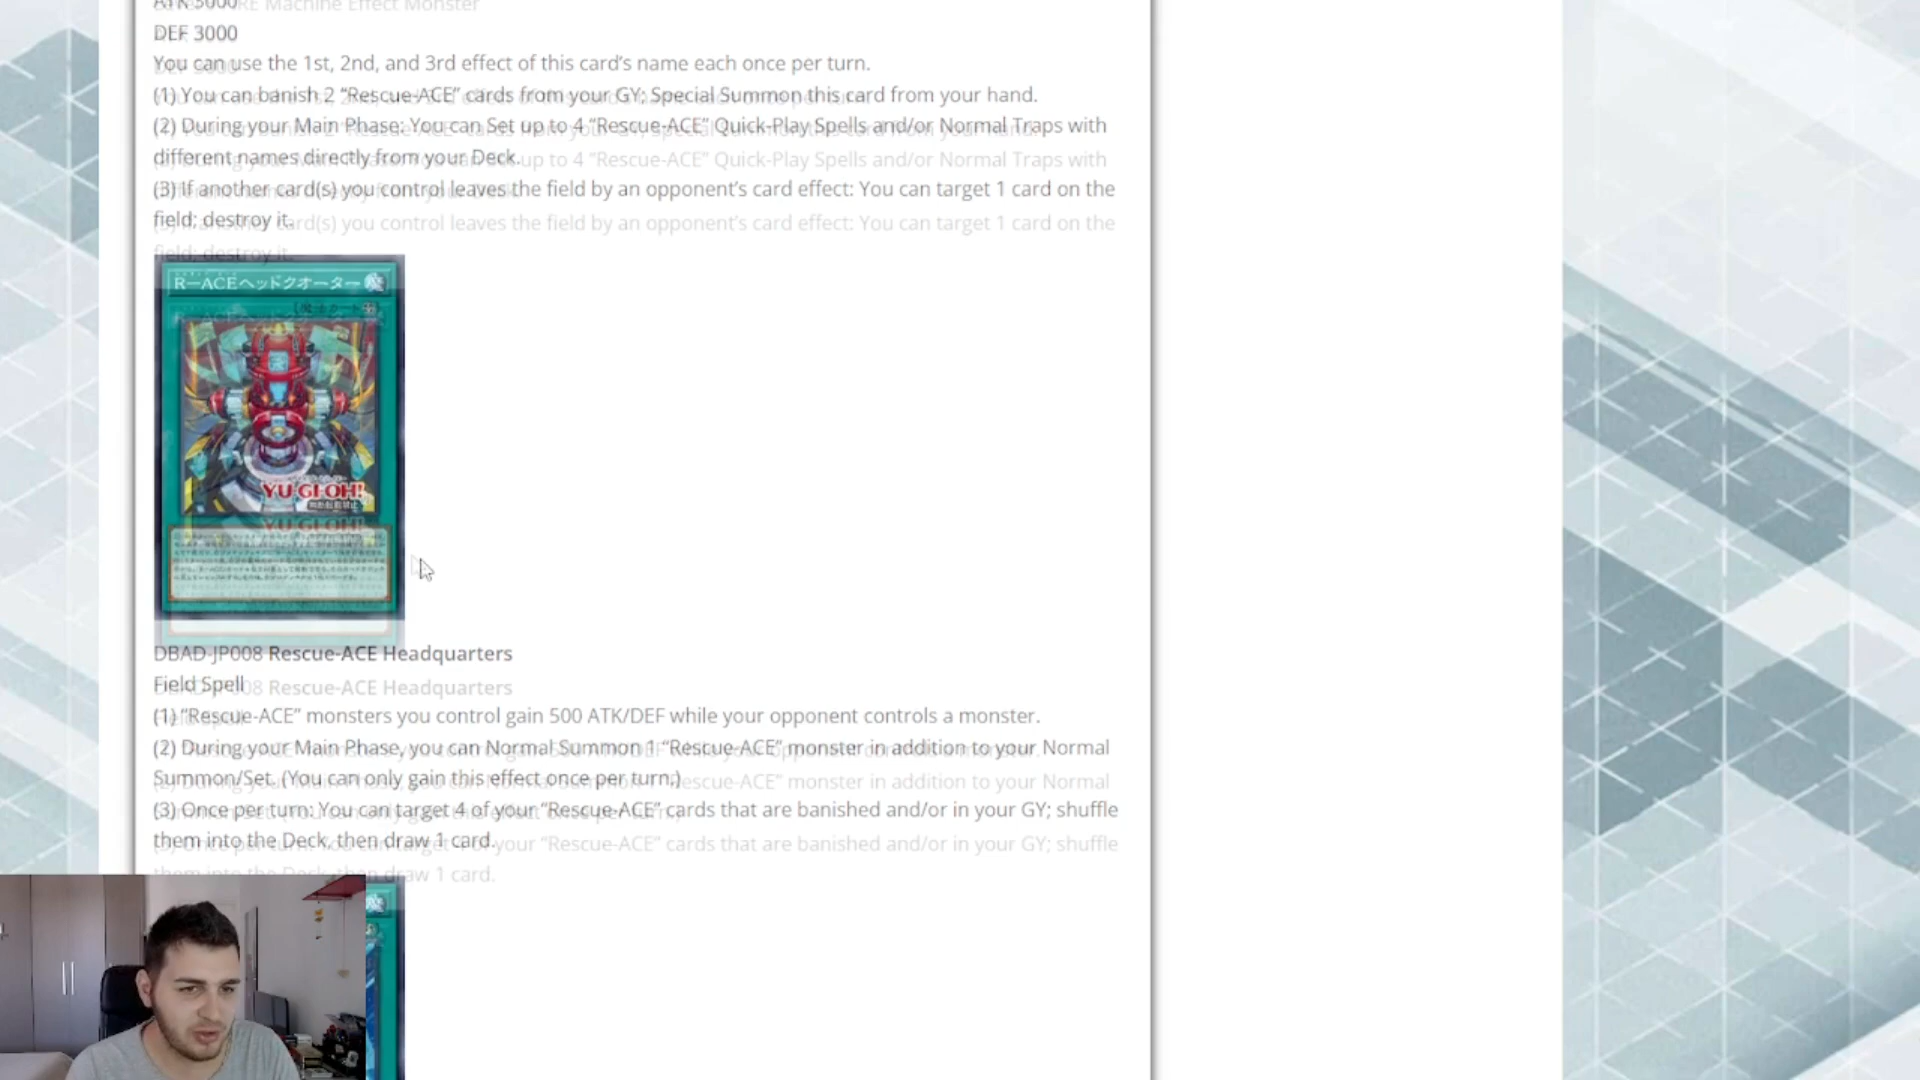 ATK 3000
DEF 3000
You can use the 1st, 2nd, and 3rd effect of this card’s name each once per turn.
(1) You can banish 2 “Rescue-ACE” cards from your GY; Special Summon this card from your hand.
(2) During your Main Phase: You can Set up to 4 “Rescue-ACE” Quick-Play Spells and/or Normal Traps with
different names directly from your Deck.
(3) If another card(s) you control leaves the field by an opponent’s card effect: You can target 1 card on the
field; destroy it.
R－ACEヘッドクオーター
YU-GI-OH!
DBAD-JP008 Rescue-ACE Headquarters
Field Spell
(1) “Rescue-ACE” monsters you control gain 500 ATK/DEF while your opponent controls a monster.
(2) During your Main Phase, you can Normal Summon 1 “Rescue-ACE” monster in addition to your Normal
Summon/Set. (You can only gain this effect once per turn.)
(3) Once per turn: You can target 4 of your “Rescue-ACE” cards that are banished and/or in your GY; shuffle
them into the Deck, then draw 1 card.